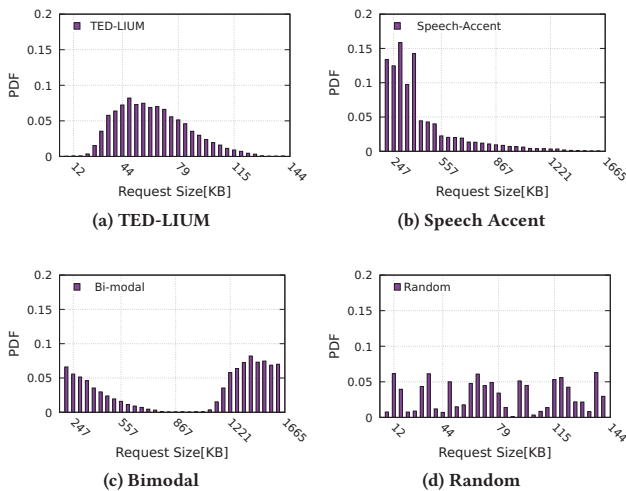 0.2
TED-LIUM
0.15
PDF
0.1
0.05
0
12
44
79
115
144
Request Size[KB]
(a) TED-LIUM
0.2
Speech-Accent
0.15
PDF
0.1
0.05
0
247
557
867
1221
1665
Request Size[KB]
(b) Speech Accent
0.2
Bi-modal
0.15
PDF
0.1
0.05
0
247
557
867
1221
1665
Request Size[KB]
(c) Bimodal
0.2
Random
0.15
PDF
0.1
0.05
0
12
44
79
115
144
Request Size[KB]
(d) Random